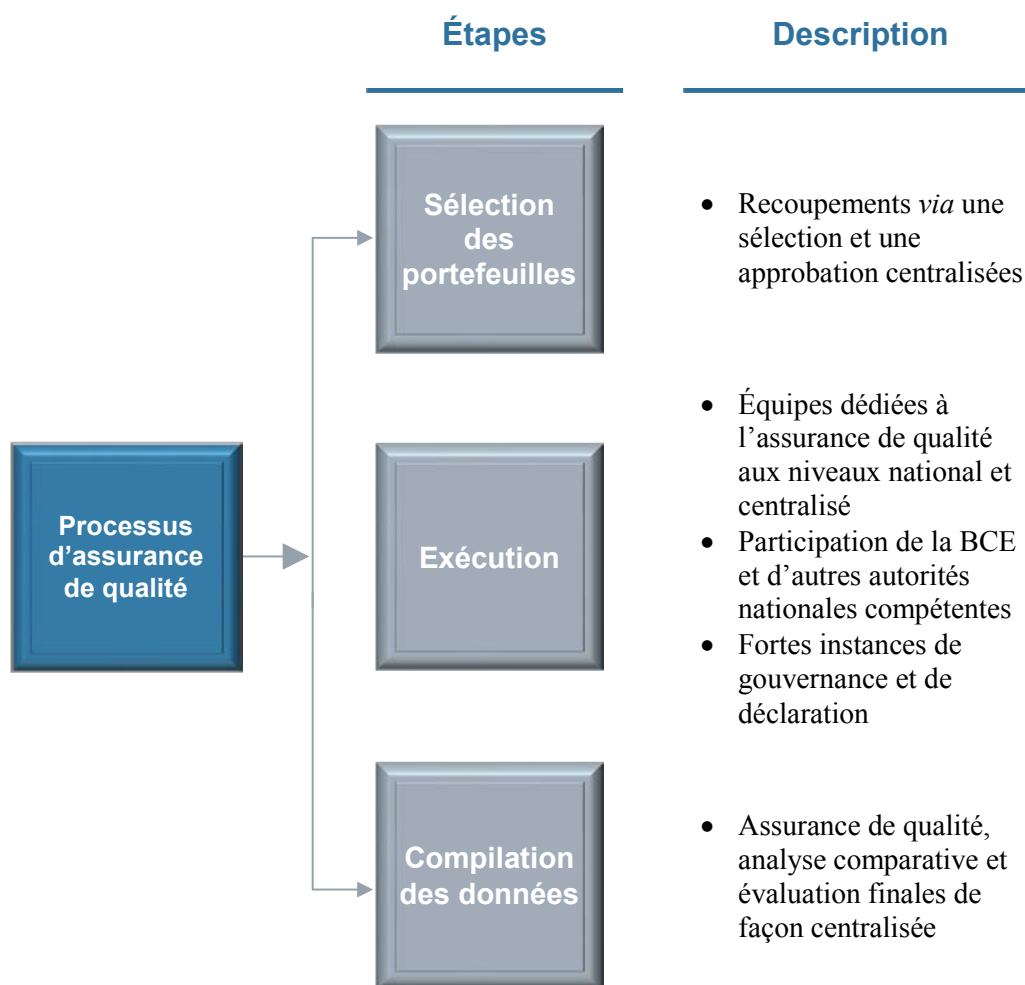 Étapes
Description
Sélection
des
portefeuilles
• Recoupements via une
sélection et une
approbation centralisées
Processus
d’assurance
de qualité
Exécution
• Équipes dédiées à
l’assurance de qualité
aux niveaux national et
centralisé
• Participation de la BCE
et d’autres autorités
nationales compétentes
• Fortes instances de
gouvernance et de
déclaration
Compilation
des données
• Assurance de qualité,
analyse comparative et
évaluation finales de
façon centralisée